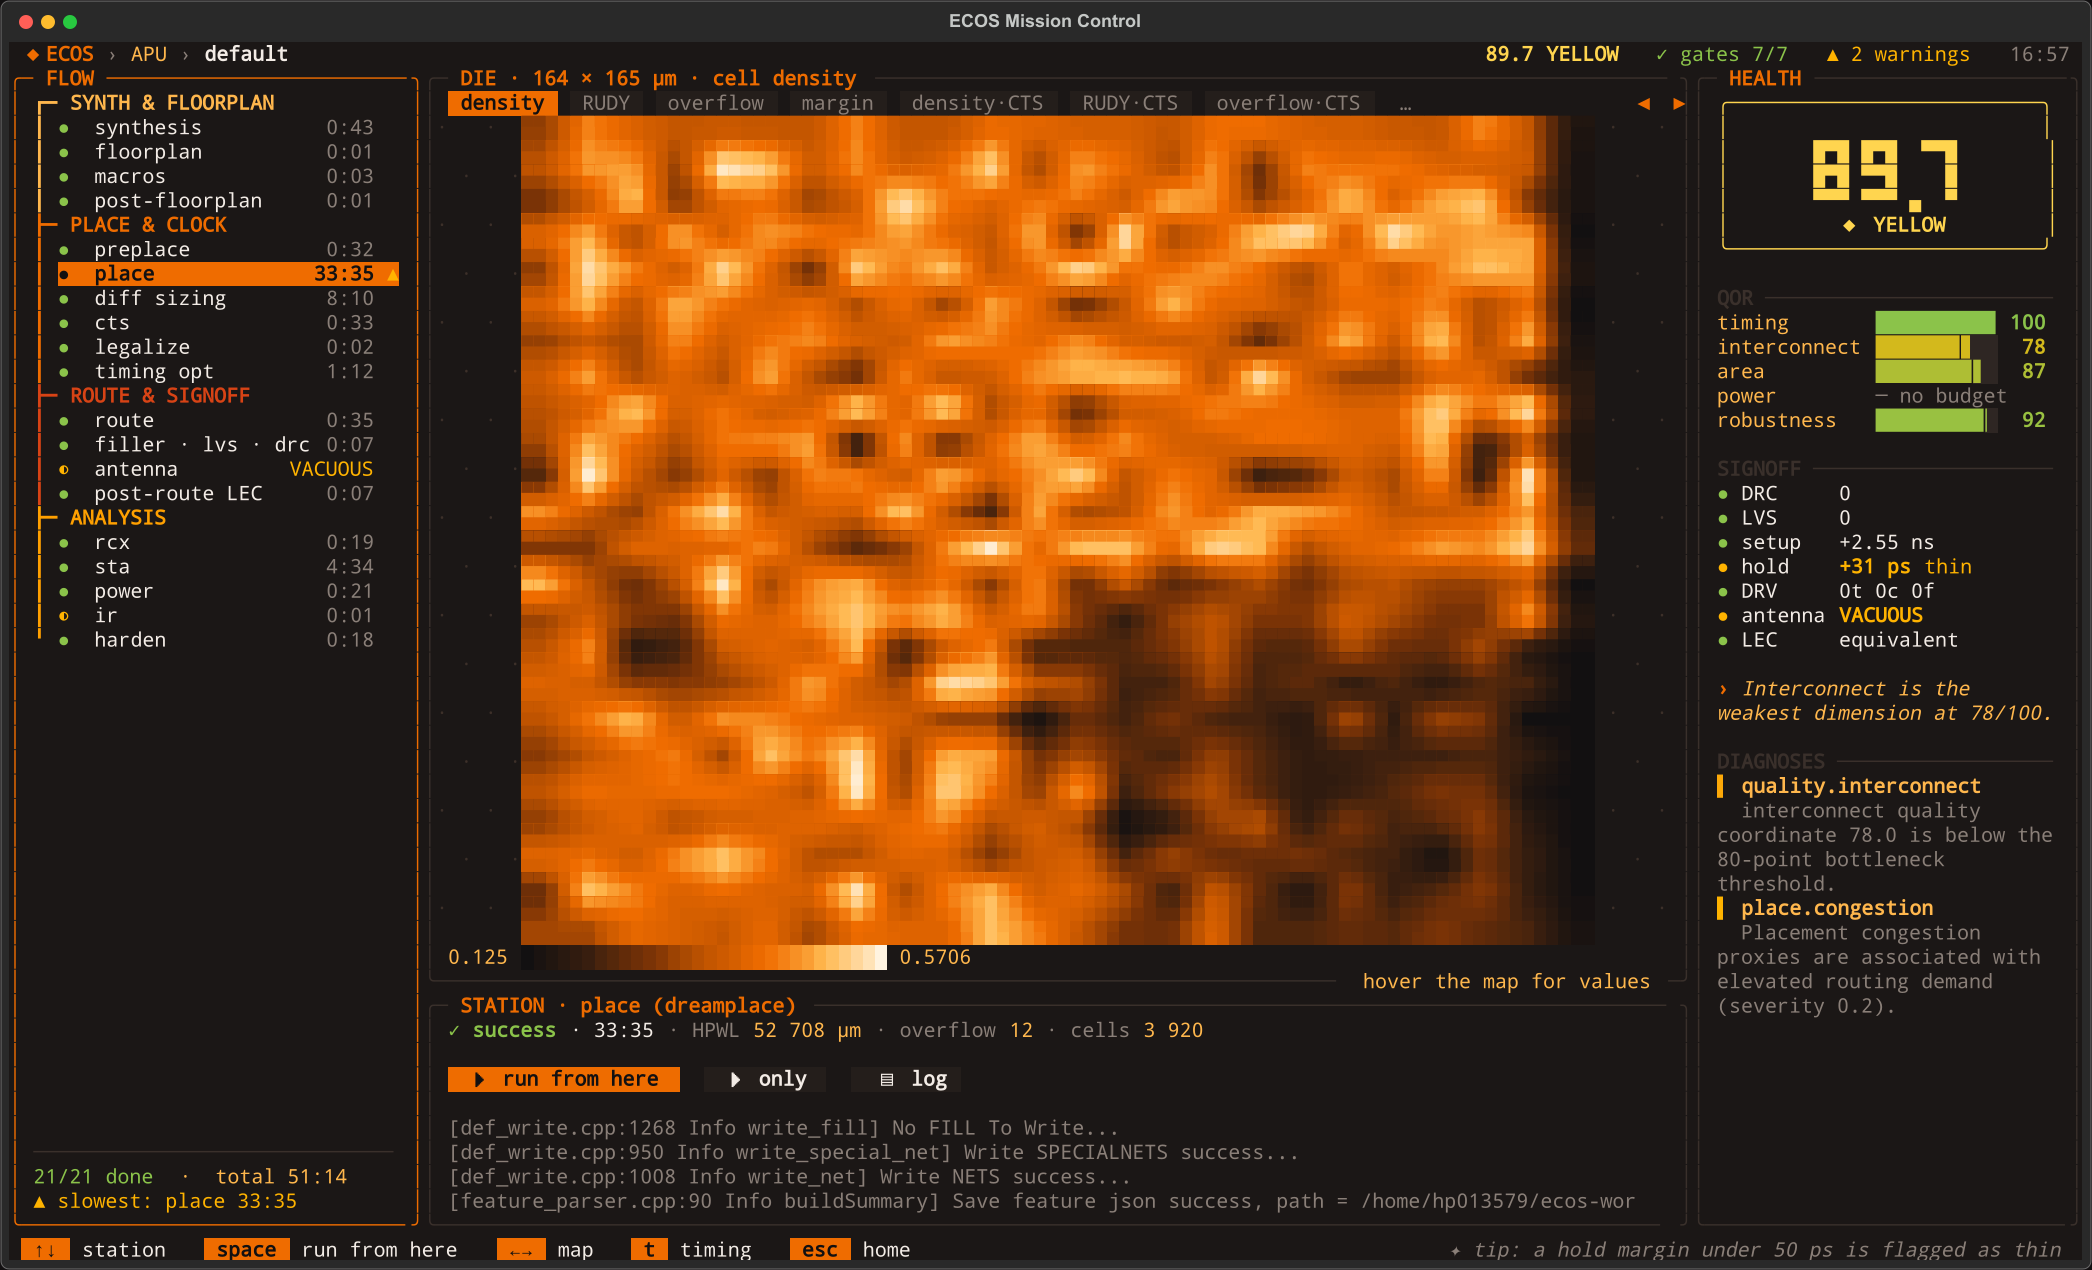 ECOS Mission Control
◆ ECOS › APU › default
89.7 YELLOW ✓ gates 7/7 ▲ 2 warnings 16:57
FLOW
SYNTH & FLOORPLAN
● synthesis 0:43
● floorplan 0:01
● macros 0:03
● post-floorplan 0:01
PLACE & CLOCK
● preplace 0:32
● place 33:35 ▲
● diff sizing 8:10
● cts 0:33
● legalize 0:02
● timing opt 1:12
ROUTE & SIGNOFF
● route 0:35
● filler · lvs · drc 0:07
◐ antenna VACUOUS
● post-route LEC 0:07
ANALYSIS
● rcx 0:19
● sta 4:34
● power 0:21
◐ ir 0:01
● harden 0:18
21/21 done · total 51:14
▲ slowest: place 33:35
DIE · 164 × 165 µm · cell density
density RUDY overflow margin density·CTS RUDY·CTS overflow·CTS … ◀ ▶
0.125 0.5706
hover the map for values
STATION · place (dreamplace)
✓ success · 33:35 · HPWL 52 708 µm · overflow 12 · cells 3 920
⏵ run from here ⏵ only ▤ log
[def_write.cpp:1268 Info write_fill] No FILL To Write...
[def_write.cpp:950 Info write_special_net] Write SPECIALNETS success...
[def_write.cpp:1008 Info write_net] Write NETS success...
[feature_parser.cpp:90 Info buildSummary] Save feature json success, path = /home/hp013579/ecos-wor
HEALTH
89.7
◆ YELLOW
QOR
timing 100
interconnect 78
area 87
power — no budget
robustness 92
SIGNOFF
● DRC 0
● LVS 0
● setup +2.55 ns
● hold +31 ps thin
● DRV 0t 0c 0f
● antenna VACUOUS
● LEC equivalent
› Interconnect is the
weakest dimension at 78/100.
DIAGNOSES
quality.interconnect
interconnect quality
coordinate 78.0 is below the
80-point bottleneck
threshold.
place.congestion
Placement congestion
proxies are associated with
elevated routing demand
(severity 0.2).
↑↓ station space run from here ←→ map t timing esc home
✦ tip: a hold margin under 50 ps is flagged as thin